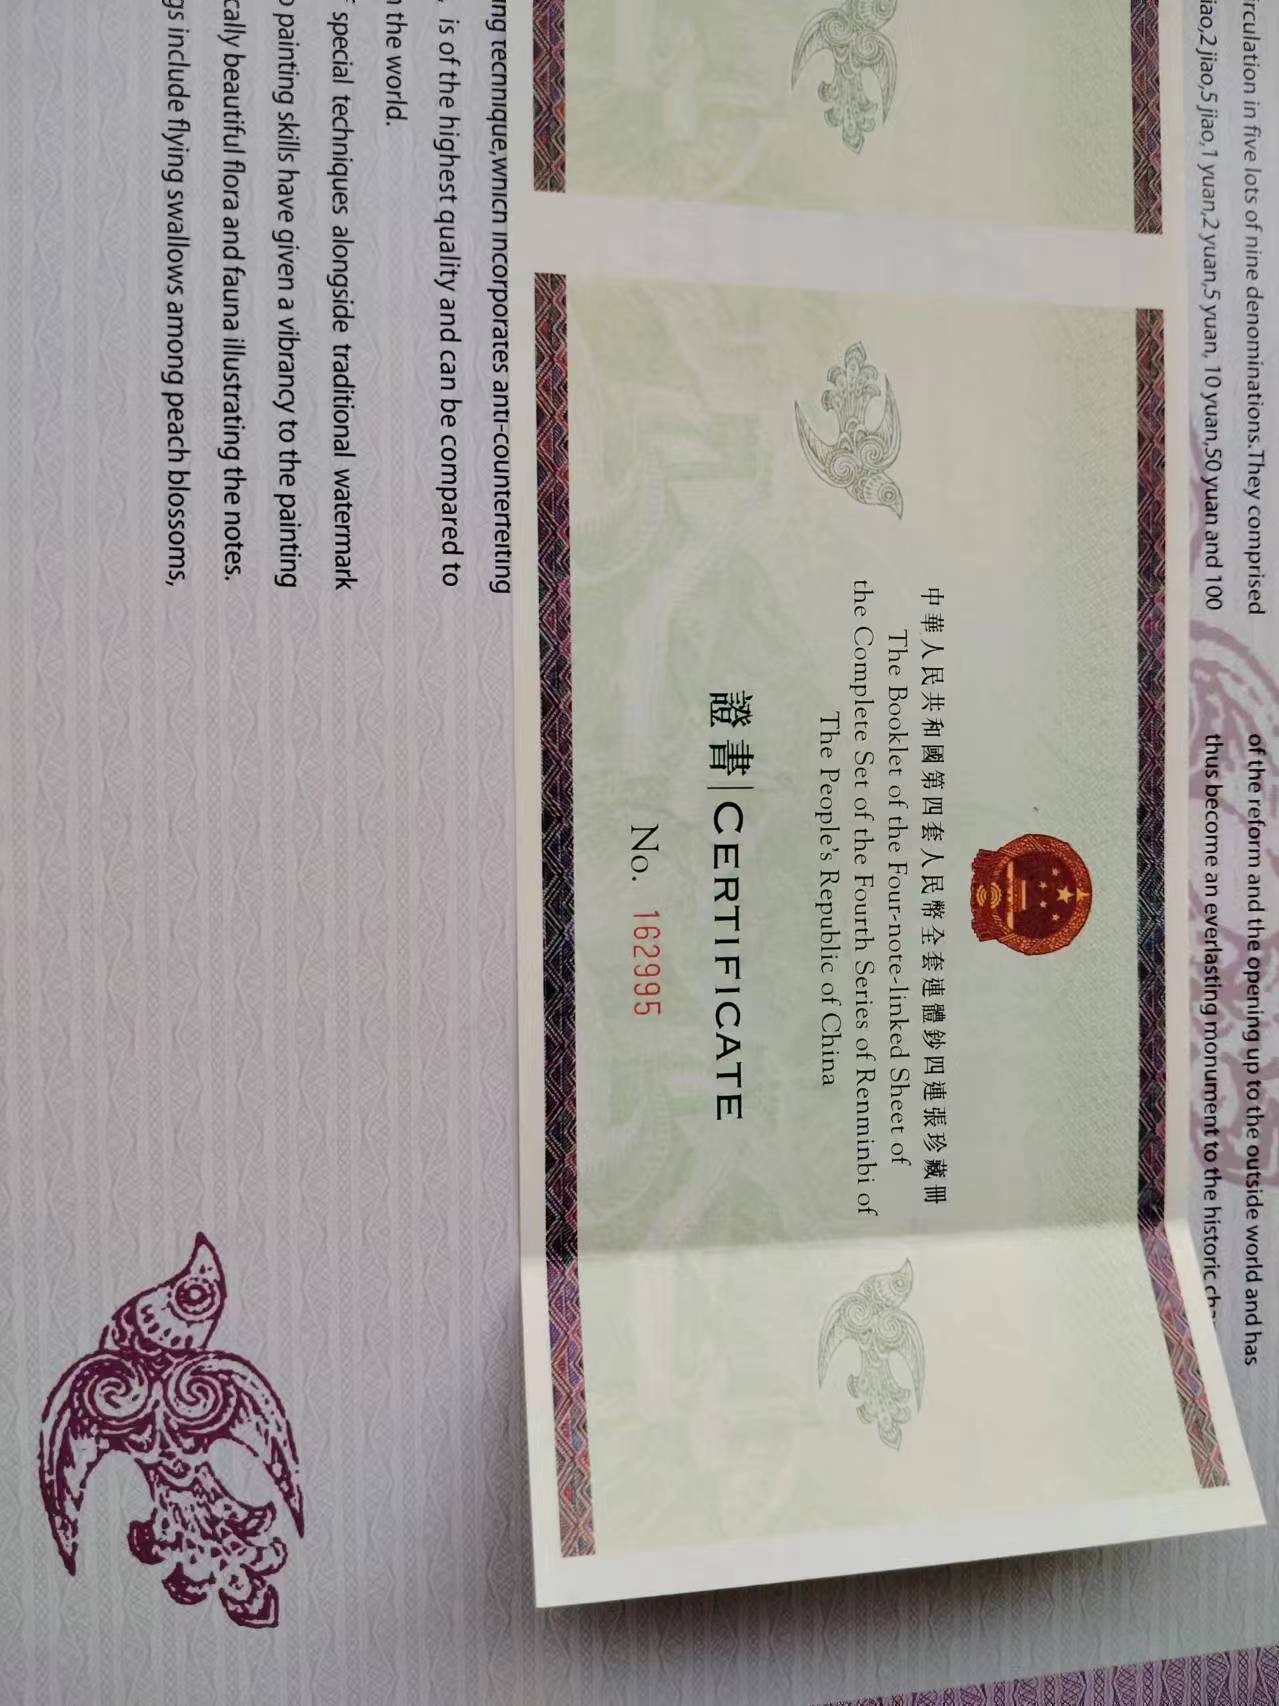 irculation in five lots of nine denominations.They comprised
jiao,2 jiao,5 jiao,1 yuan,2 yuan,5 yuan, 10 yuan,50 yuan and 100
of the reform and the opening up to the outside world and has
thus become an everlasting monument to the historic
中華人民共和國第四套人民幣全套連體鈔四連張珍藏冊
The Booklet of the Four-note-linked Sheet of
the Complete Set of the Fourth Series of Renminbi of
The People's Republic of China
證書|CERTIFICATE
No. 162995
ing technique,which incorporates anti-counterfeiting
, is of the highest quality and can be compared to
the world.
special techniques alongside traditional watermark
painting skills have given a vibrancy to the painting
cally beautiful flora and fauna illustrating the notes.
gs include flying swallows among peach blossoms,